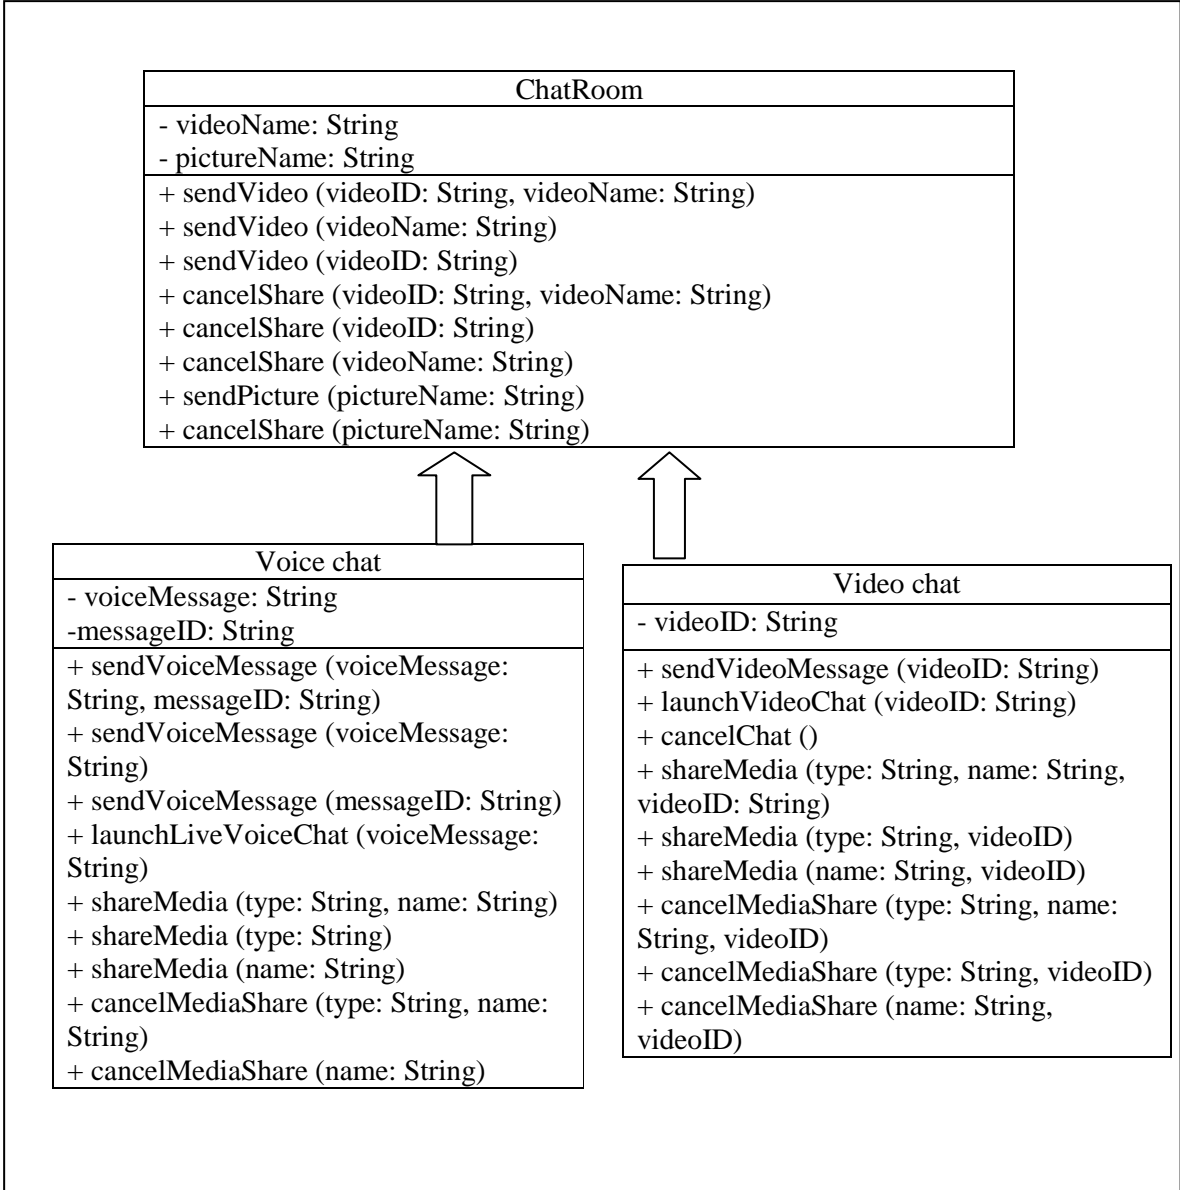 ChatRoom
- videoName: String
- pictureName: String
+ sendVideo (videoID: String, videoName: String)
+ sendVideo (videoName: String)
+ sendVideo (videoID: String)
+ cancelShare (videoID: String, videoName: String)
+ cancelShare (videoID: String)
+ cancelShare (videoName: String)
+ sendPicture (pictureName: String)
+ cancelShare (pictureName: String)
Voice chat
- voiceMessage: String
-messageID: String
+ sendVoiceMessage (voiceMessage:
String, messageID: String)
+ sendVoiceMessage (voiceMessage:
String)
+ sendVoiceMessage (messageID: String)
+ launchLiveVoiceChat (voiceMessage:
String)
+ shareMedia (type: String, name: String)
+ shareMedia (type: String)
+ shareMedia (name: String)
+ cancelMediaShare (type: String, name:
String)
+ cancelMediaShare (name: String)
Video chat
- videoID: String
+ sendVideoMessage (videoID: String)
+ launchVideoChat (videoID: String)
+ cancelChat ()
+ shareMedia (type: String, name: String,
videoID: String)
+ shareMedia (type: String, videoID)
+ shareMedia (name: String, videoID)
+ cancelMediaShare (type: String, name:
String, videoID)
+ cancelMediaShare (type: String, videoID)
+ cancelMediaShare (name: String,
videoID)